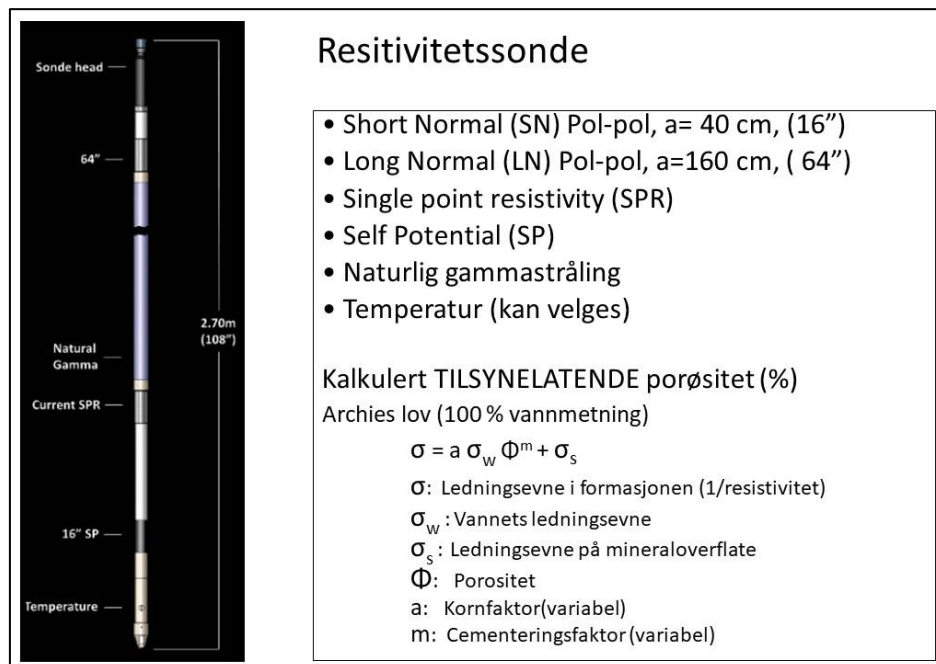 Sonde head
64”
2.70m
(108”)
Natural
Gamma
Current SPR
16” SP
Temperature
Resitivitetssonde
• Short Normal (SN) Pol-pol, a= 40 cm, (16”)
• Long Normal (LN) Pol-pol, a=160 cm, ( 64”)
• Single point resistivity (SPR)
• Self Potential (SP)
• Naturlig gammastråling
• Temperatur (kan velges)
Kalkulert TILSYNELATENDE porøsitet (%)
Archies lov (100 % vannmetning)
σ = a σw Φᵐ + σs
σ: Ledningsevne i formasjonen (1/resistivitet)
σw : Vannets ledningsevne
σs : Ledningsevne på mineraloverflate
Φ: Porositet
a: Kornfaktor(variabel)
m: Cementeringsfaktor (variabel)